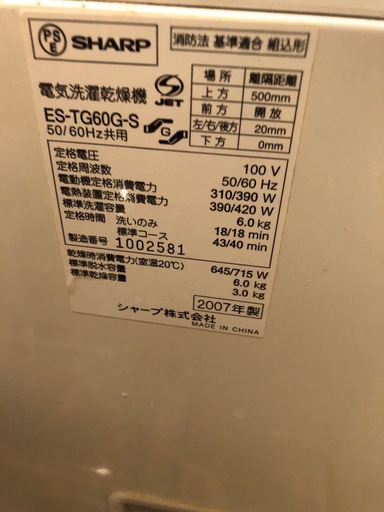 PS
E
SHARP
消防法 基準適合 組込形
電気洗濯乾燥機
S
JET
ES-TG60G-S
50/60Hz共用
G
場所 離隔距離
上方 500mm
前方 開放
左/右/後方 20mm
下方 0mm
定格電圧 100 V
定格周波数 50/60 Hz
電動機定格消費電力 310/390 W
電熱装置定格消費電力 390/420 W
標準洗濯容量 6.0 kg
定格時間 洗いのみ 18/18 min
標準コース 43/40 min
製造番号 1002581
乾燥時消費電力(室温20℃) 645/715 W
標準脱水容量 6.0 kg
標準乾燥容量 3.0 kg
シャープ株式会社 2007年製
MADE IN CHINA